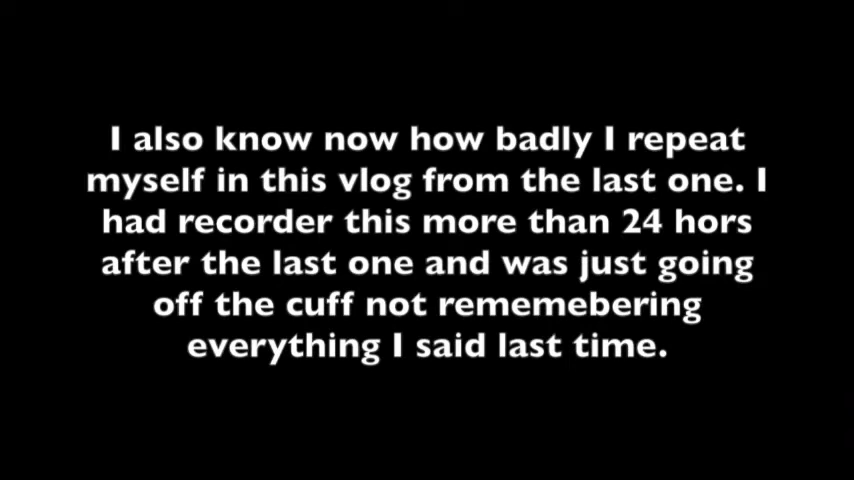 I also know now how badly I repeat
myself in this vlog from the last one. I
had recorder this more than 24 hors
after the last one and was just going
off the cuff not rememebering
everything I said last time.